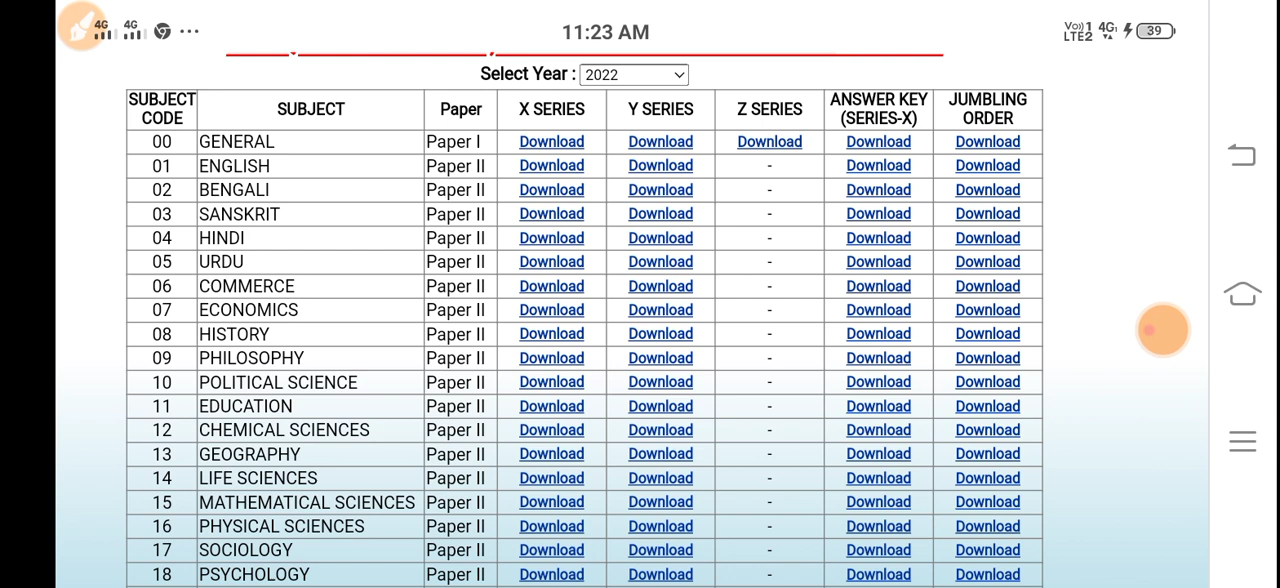 4G 4G ... 11:23 AM Vo)) 1 LTE2 4G 39
Select Year : 2022
SUBJECT CODE SUBJECT Paper X SERIES Y SERIES Z SERIES ANSWER KEY (SERIES-X) JUMBLING ORDER
00 GENERAL Paper I Download Download Download Download Download
01 ENGLISH Paper II Download Download - Download Download
02 BENGALI Paper II Download Download - Download Download
03 SANSKRIT Paper II Download Download - Download Download
04 HINDI Paper II Download Download - Download Download
05 URDU Paper II Download Download - Download Download
06 COMMERCE Paper II Download Download - Download Download
07 ECONOMICS Paper II Download Download - Download Download
08 HISTORY Paper II Download Download - Download Download
09 PHILOSOPHY Paper II Download Download - Download Download
10 POLITICAL SCIENCE Paper II Download Download - Download Download
11 EDUCATION Paper II Download Download - Download Download
12 CHEMICAL SCIENCES Paper II Download Download - Download Download
13 GEOGRAPHY Paper II Download Download - Download Download
14 LIFE SCIENCES Paper II Download Download - Download Download
15 MATHEMATICAL SCIENCES Paper II Download Download - Download Download
16 PHYSICAL SCIENCES Paper II Download Download - Download Download
17 SOCIOLOGY Paper II Download Download - Download Download
18 PSYCHOLOGY Paper II Download Download - Download Download